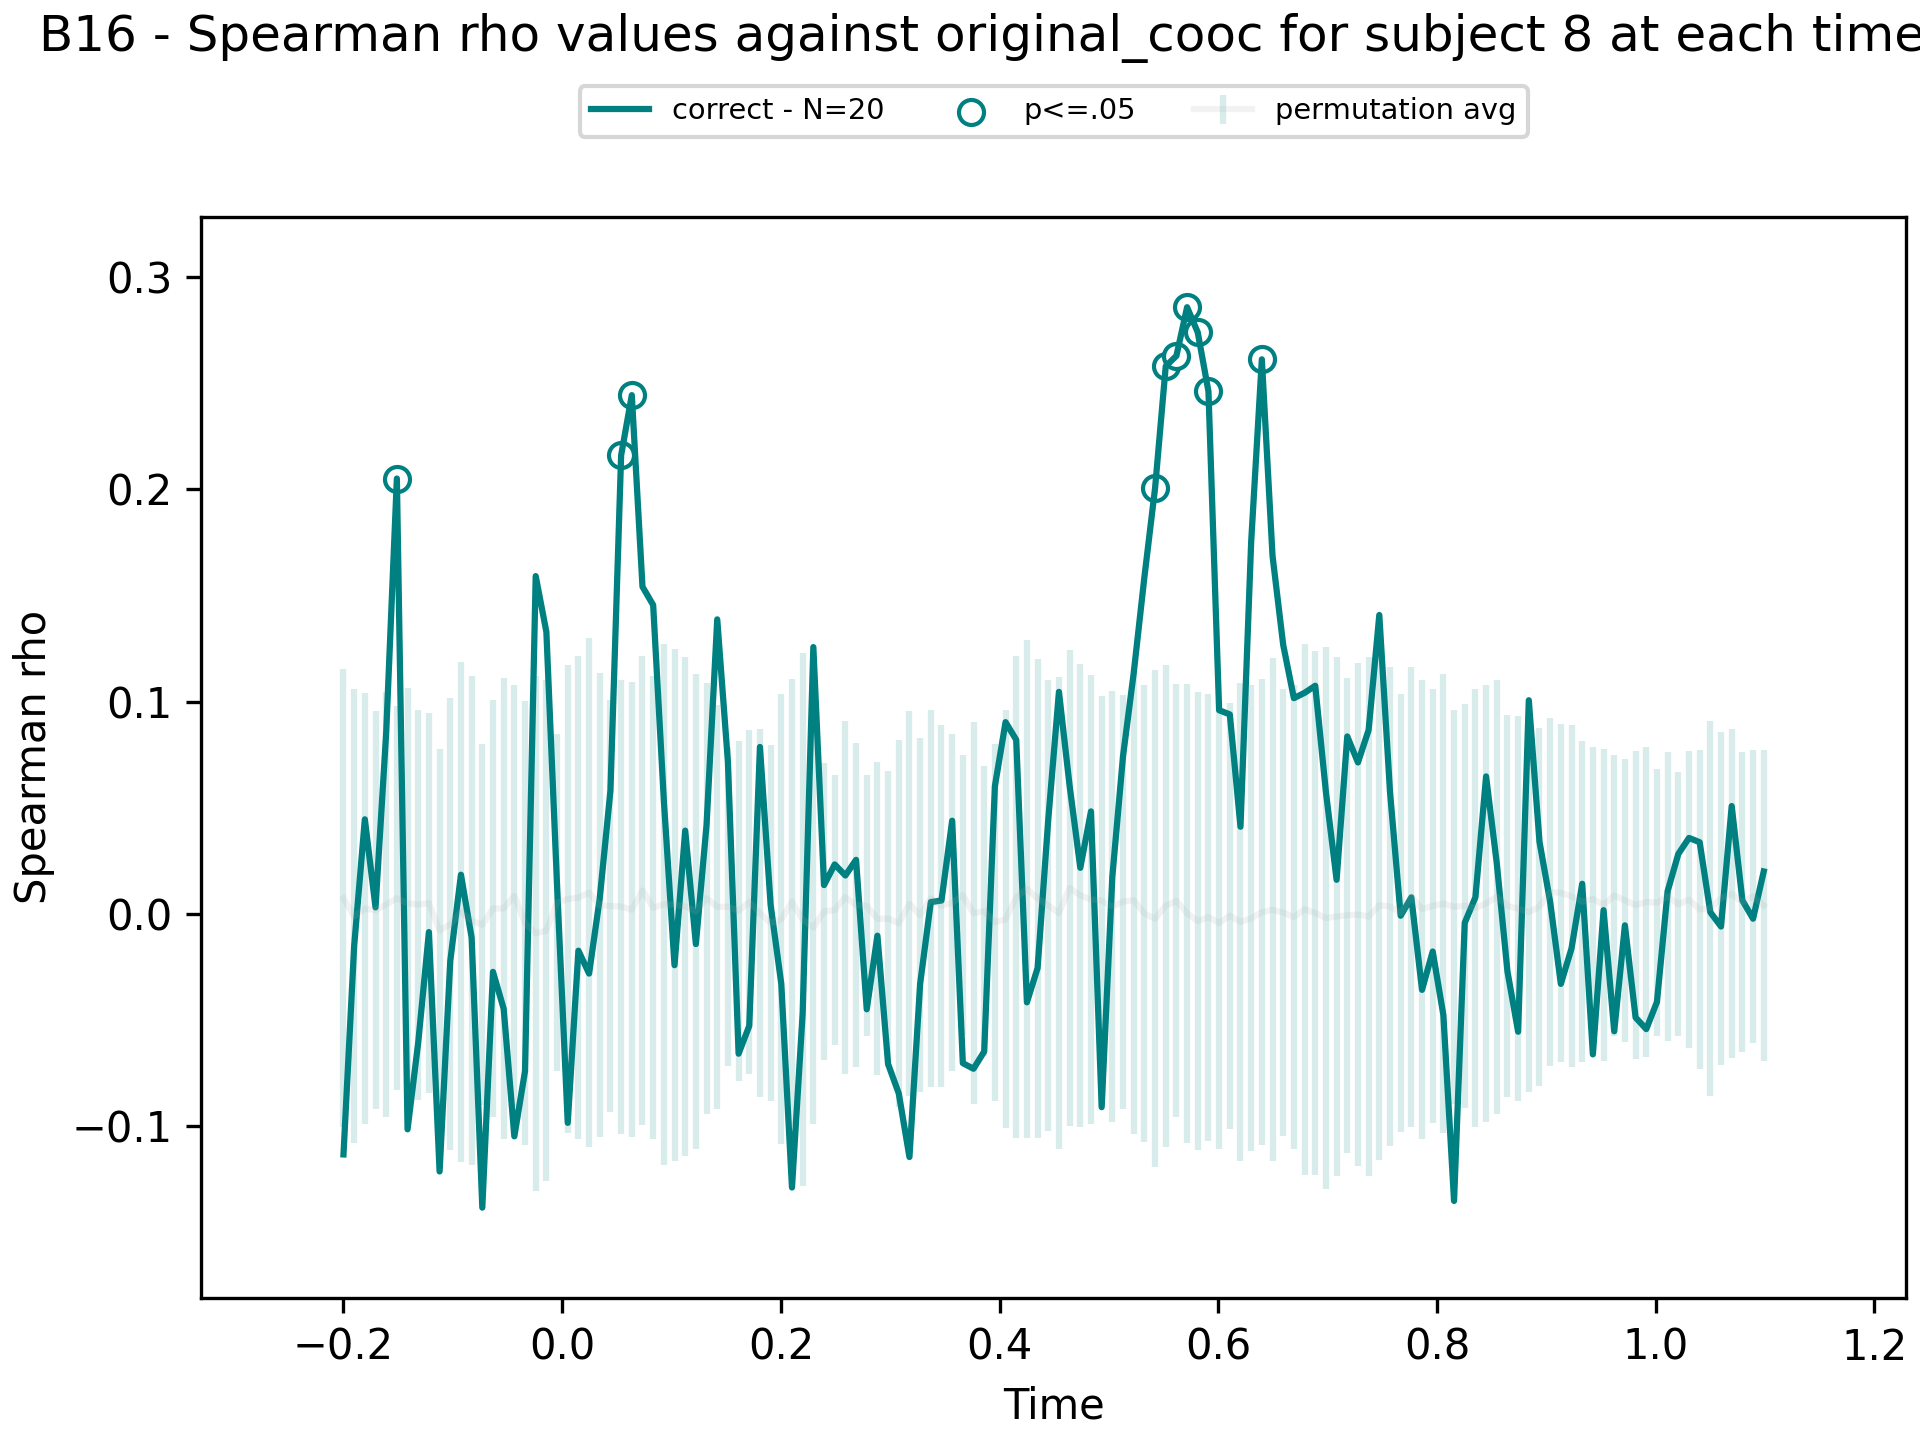 B16 - Spearman rho values against original_cooc for subject 8 at each time
correct - N=20 p<=.05 permutation avg
0.3
0.2
0.1
0.0
−0.1
Spearman rho
−0.2 0.0 0.2 0.4 0.6 0.8 1.0 1.2
Time